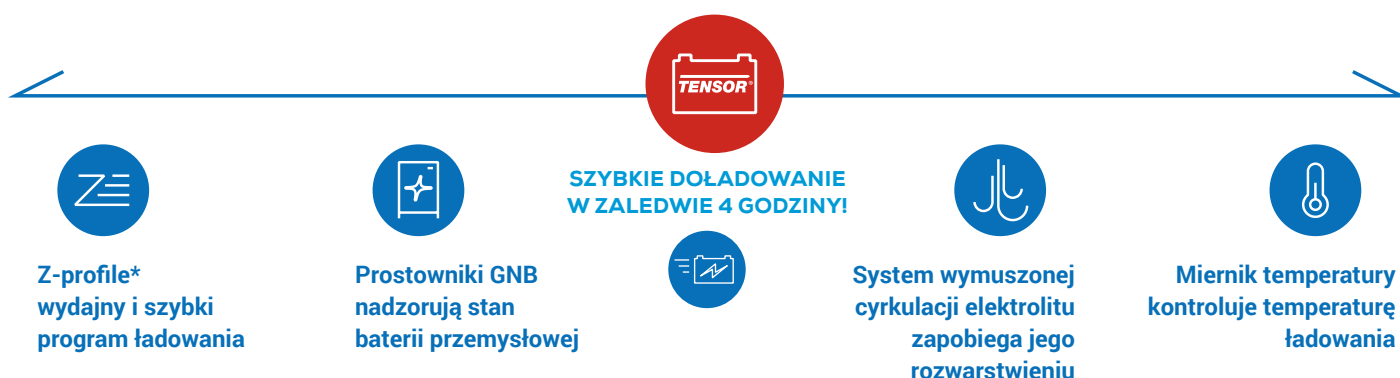 TENSOR®
SZYBKIE DOŁADOWANIE
W ZALEDWIE 4 GODZINY!
Z-profile*
wydajny i szybki
program ładowania
Prostowniki GNB
nadzorują stan
baterii przemysłowej
System wymuszonej
cyrkulacji elektrolitu
zapobiega jego
rozwarstwieniu
Miernik temperatury
kontroluje temperaturę
ładowania